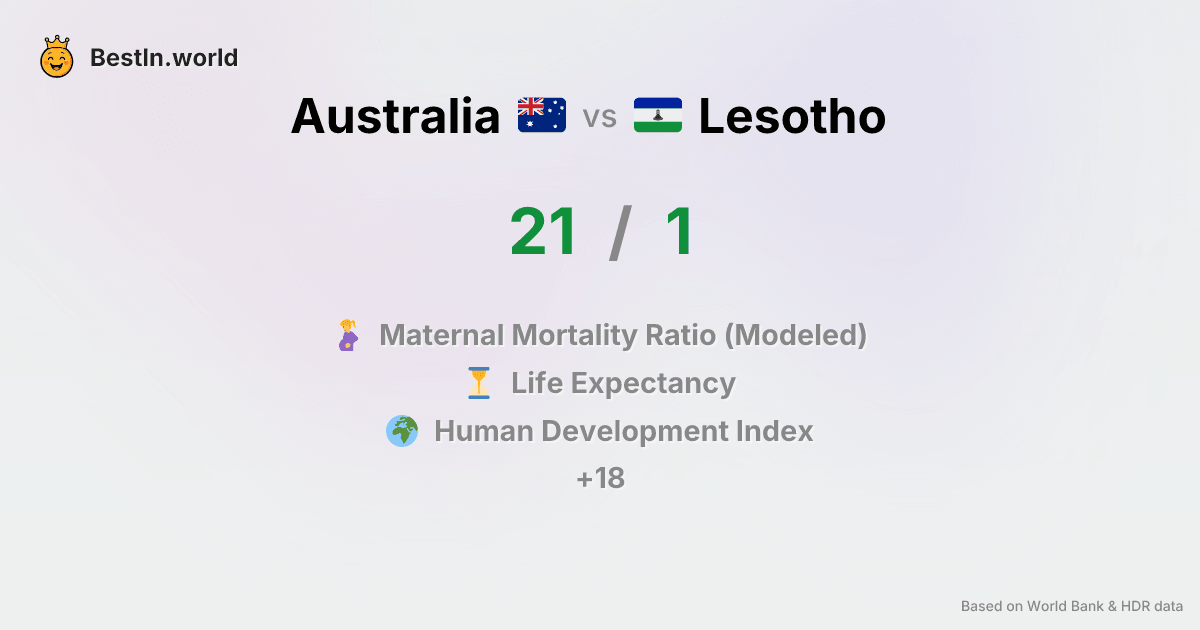 BestIn.world
Australia vs Lesotho
21 / 1
Maternal Mortality Ratio (Modeled)
Life Expectancy
Human Development Index
+18
Based on World Bank & HDR data